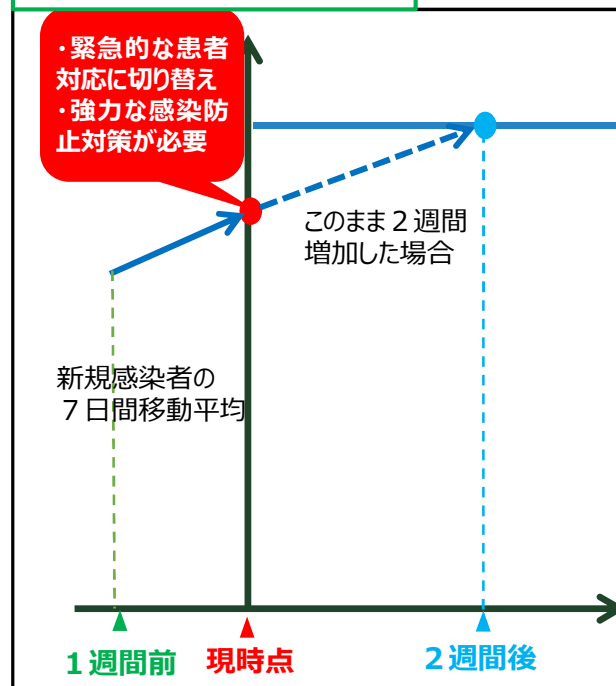 ・緊急的な患者
対応に切り替え
・強力な感染防
止対策が必要
このまま２週間
増加した場合
新規感染者の
７日間移動平均
１週間前
現時点
２週間後